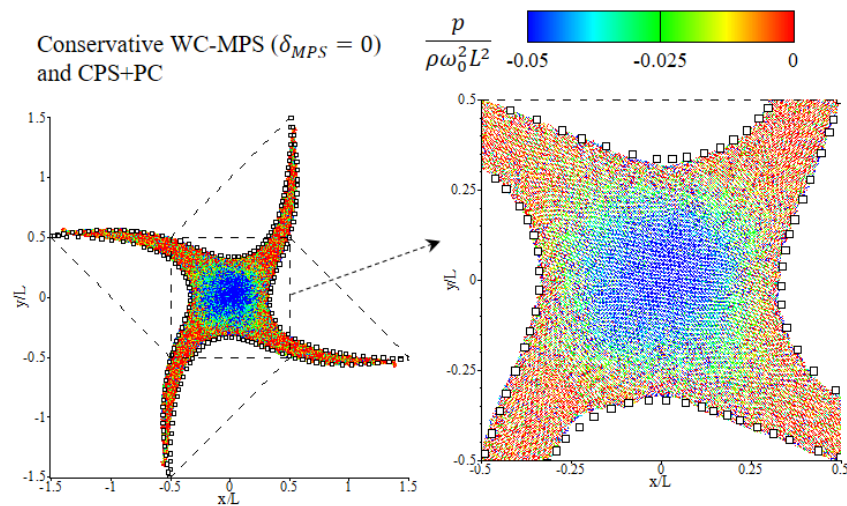 Conservative WC-MPS (δ_MPS = 0)
and CPS+PC
p
ρω₀²L²
-0.05 -0.025 0
1.5
1
0.5
0
-0.5
-1
-1.5
y/L
-1.5 -1 -0.5 0 0.5 1 1.5
x/L
0.5
0.25
0
-0.25
-0.5
y/L
-0.5 -0.25 0 0.25 0.5
x/L